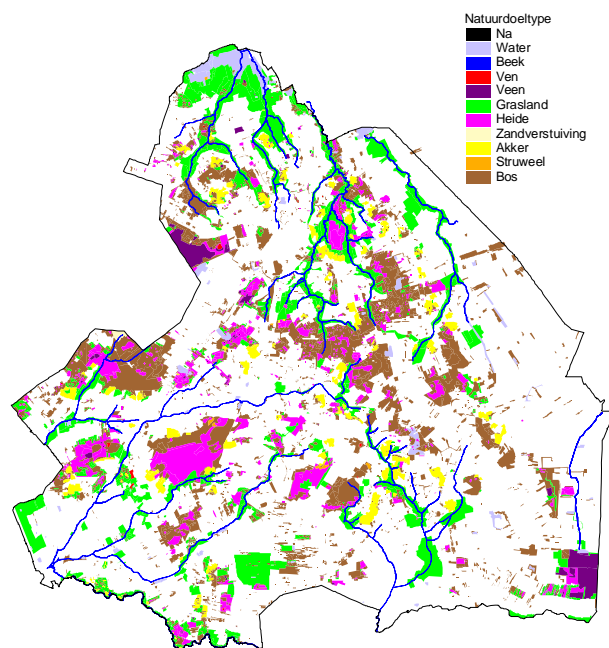 Natuurdoeltype
Na
Water
Beek
Ven
Veen
Grasland
Heide
Zandverstuiving
Akker
Struweel
Bos